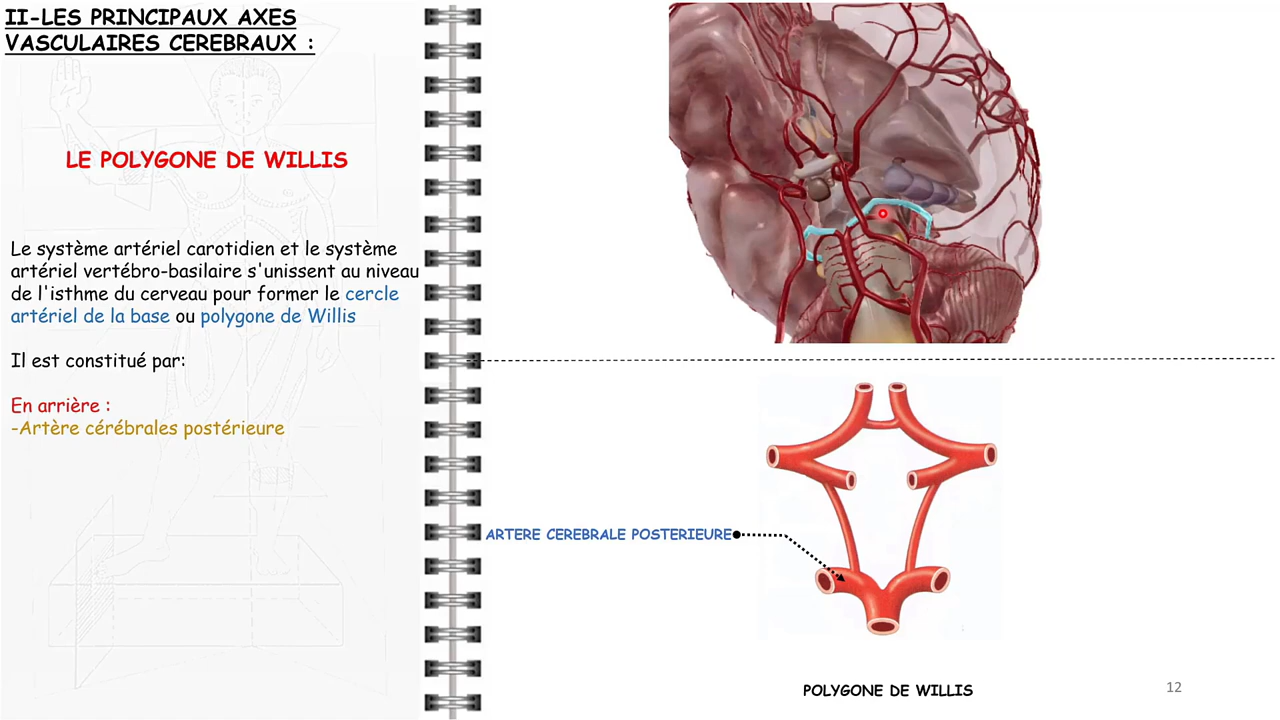 II-LES PRINCIPAUX AXES
VASCULAIRES CEREBRAUX :
LE POLYGONE DE WILLIS
Le système artériel carotidien et le système
artériel vertébro-basilaire s'unissent au niveau
de l'isthme du cerveau pour former le cercle
artériel de la base ou polygone de Willis
Il est constitué par:
En arrière :
-Artère cérébrales postérieure
ARTERE CEREBRALE POSTERIEURE
POLYGONE DE WILLIS
12